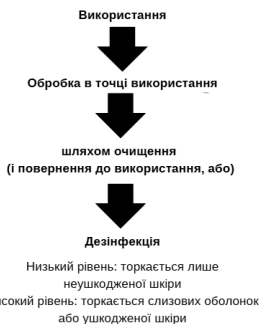 Використання
Обробка в точці використання
шляхом очищення
(і повернення до використання, або)
Дезінфекція
Низький рівень: торкається лише
неушкодженої шкіри
исокий рівень: торкається слизових оболонок
або ушкодженої шкіри